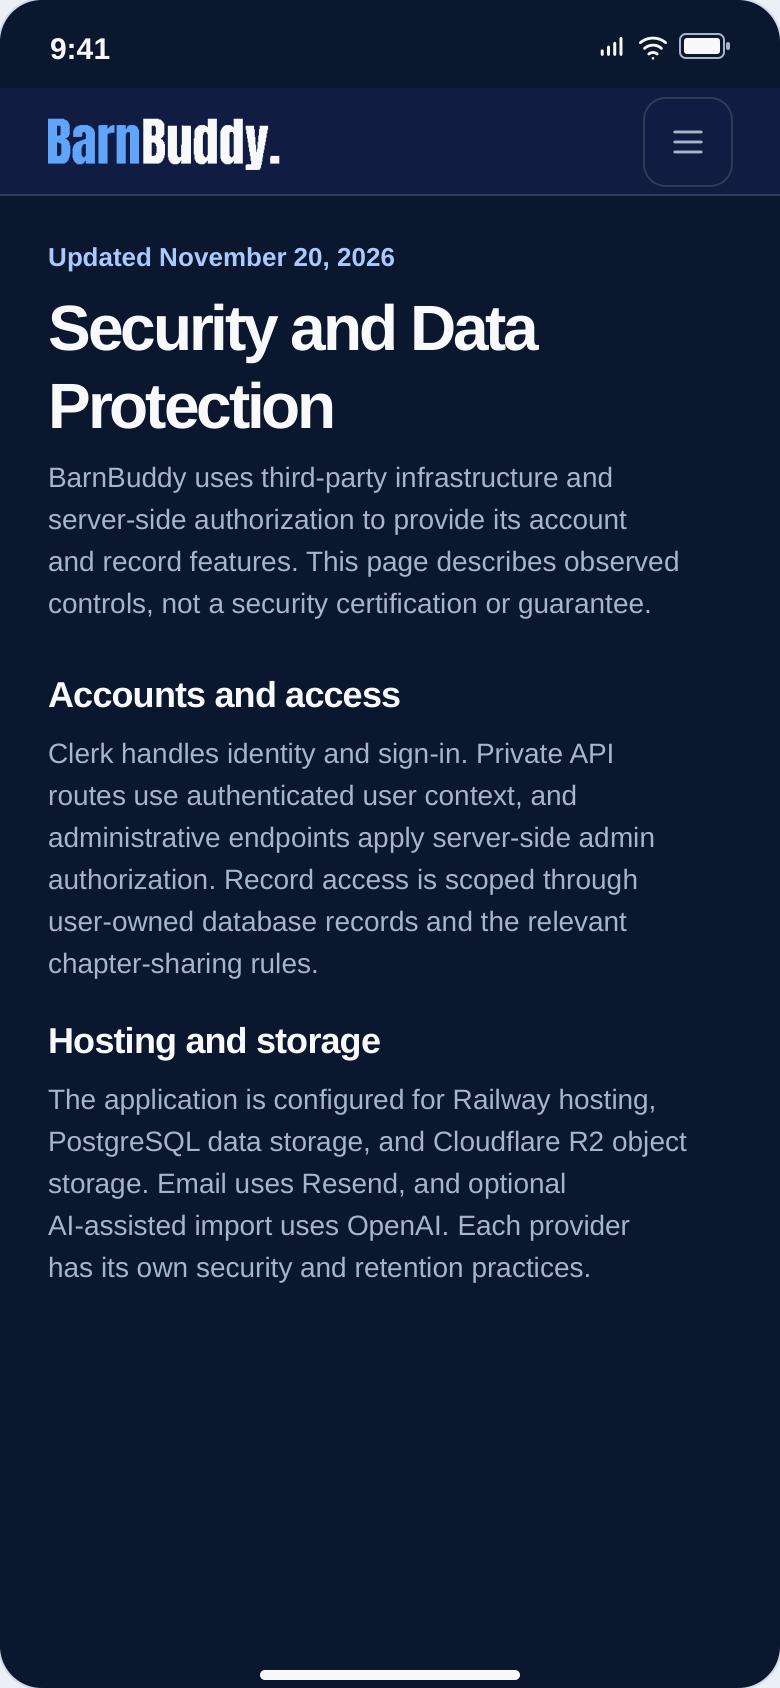 9:41
BarnBuddy.
Updated November 20, 2026
Security and Data
Protection
BarnBuddy uses third-party infrastructure and
server-side authorization to provide its account
and record features. This page describes observed
controls, not a security certification or guarantee.
Accounts and access
Clerk handles identity and sign-in. Private API
routes use authenticated user context, and
administrative endpoints apply server-side admin
authorization. Record access is scoped through
user-owned database records and the relevant
chapter-sharing rules.
Hosting and storage
The application is configured for Railway hosting,
PostgreSQL data storage, and Cloudflare R2 object
storage. Email uses Resend, and optional
AI-assisted import uses OpenAI. Each provider
has its own security and retention practices.